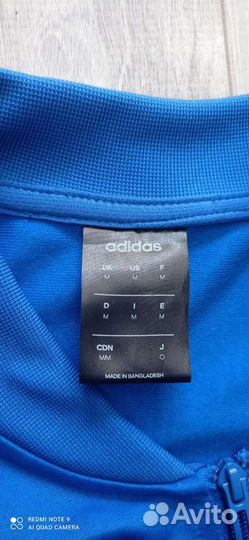 adidas
UK US F
M M M
D I E
M M M
CDN J
MM O
MADE IN BANGLADESH
REDMI NOTE 9
AI QUAD CAMERA
Avito